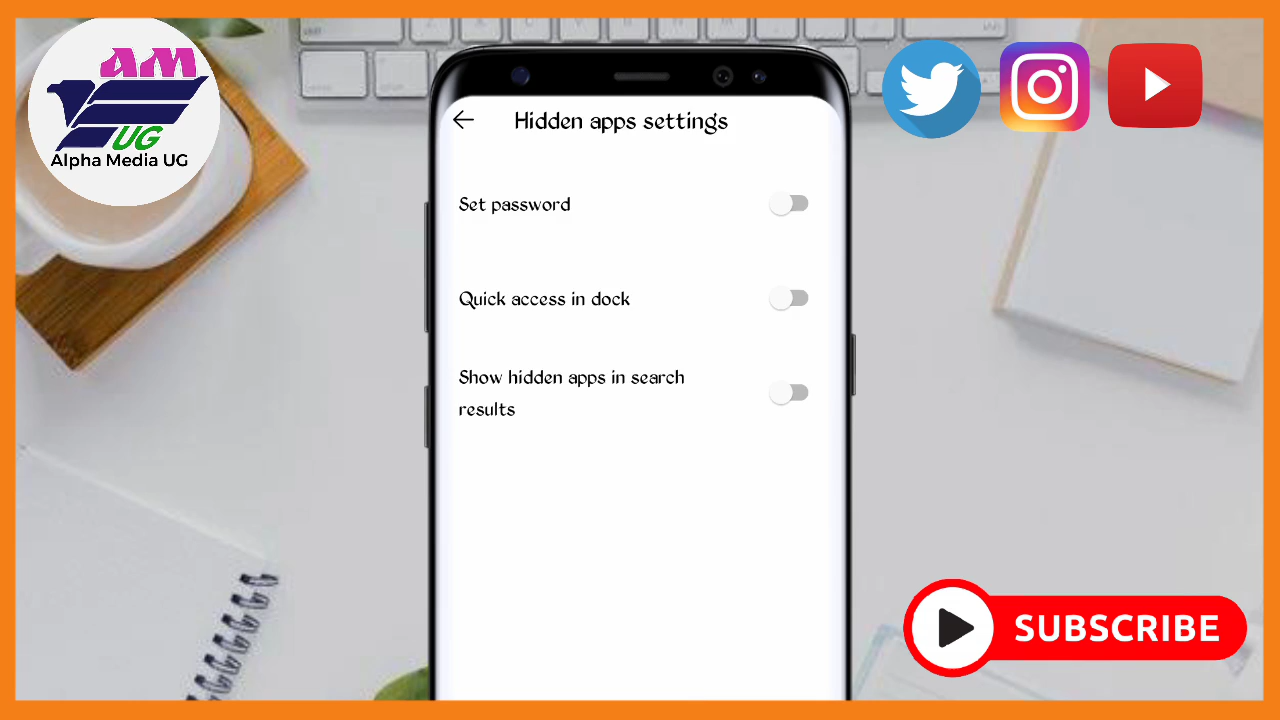 AM
UG
Alpha Media UG
Hidden apps settings
Set password
Quick access in dock
Show hidden apps in search
results
SUBSCRIBE